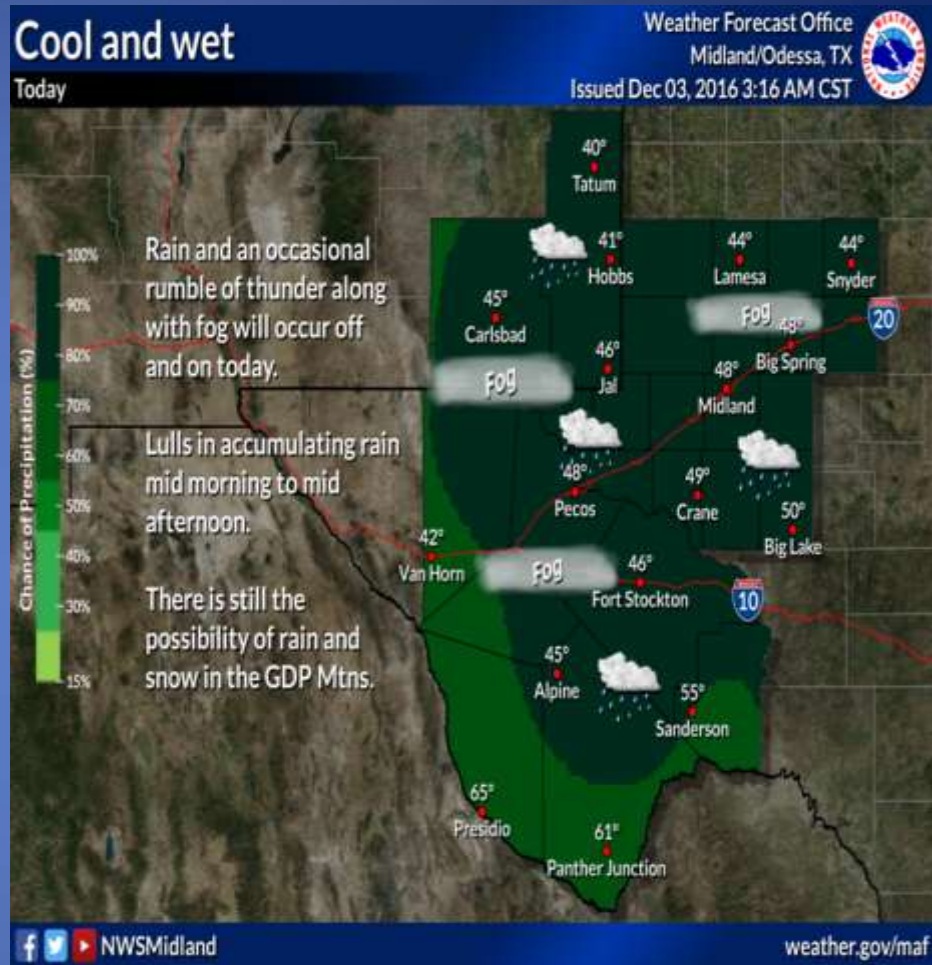 Cool and wet
Weather Forecast Office
Midland/Odessa, TX
Today
Issued Dec 03, 2016 3:16 AM CST
40°
Tatum
41°
Hobbs
44°
Lamesa
44°
Snyder
45°
Carlsbad
Fog
48°
Big Spring
20
46°
Jal
Fog
48°
Midland
48°
Pecos
49°
Crane
50°
Big Lake
42°
Van Horn
Fog
46°
Fort Stockton
10
45°
Alpine
55°
Sanderson
65°
Presidio
61°
Panther Junction
Chance of Precipitation (%)
100%
90%
80%
70%
60%
50%
40%
30%
15%
Rain and an occasional
rumble of thunder along
with fog will occur off
and on today.
Lulls in accumulating rain
mid morning to mid
afternoon.
There is still the
possibility of rain and
snow in the GDP Mtns.
NWSMidland
weather.gov/maf